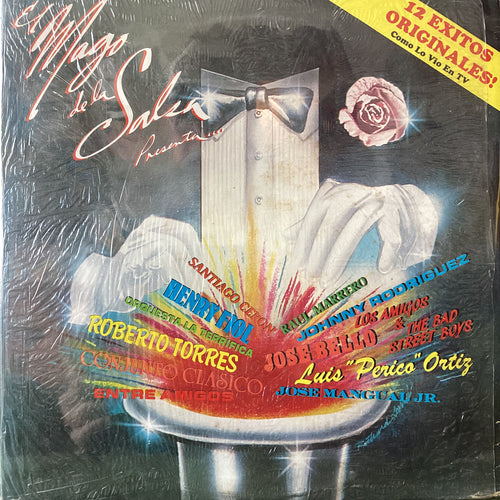 El Mago
de la
Salsa
Presenta...
12 EXITOS
ORIGINALES!
Como Lo Vio En TV
SANTIAGO CERON
HENRY FIOL
ORQUESTA LA TERRIFICA
ROBERTO TORRES
CONJUNTO CLASICO
ENTRE AMIGOS
RAUL MARRERO
JOHNNY RODRIGUEZ
LOS AMIGOS
& THE BAD
STREET BOYS
JOSE BELLO
Luis "Perico" Ortiz
JOSE MANGUAL JR.